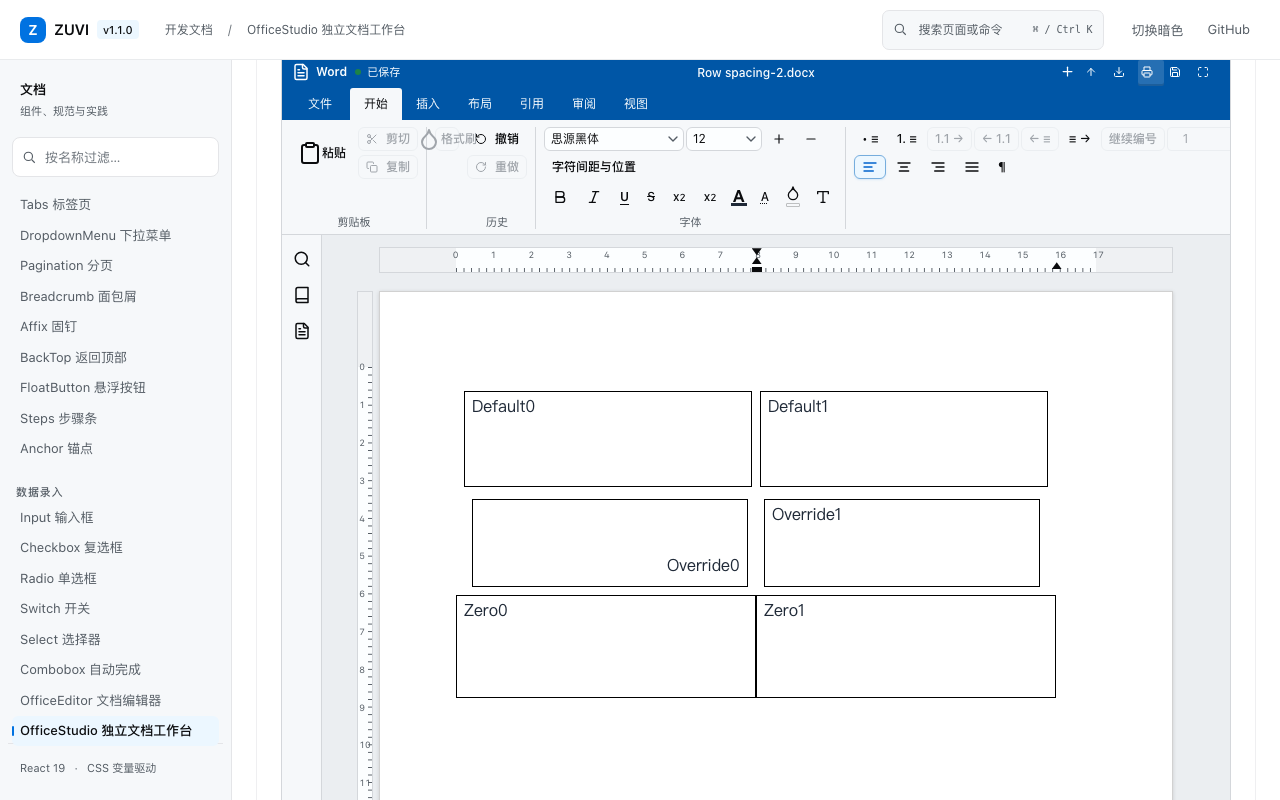 Z ZUVI v1.1.0 开发文档 / OfficeStudio 独立文档工作台 搜索页面或命令 ⌘ / Ctrl K 切换暗色 GitHub
文档
组件、规范与实践
按名称过滤...
Tabs 标签页
DropdownMenu 下拉菜单
Pagination 分页
Breadcrumb 面包屑
Affix 固钉
BackTop 返回顶部
FloatButton 悬浮按钮
Steps 步骤条
Anchor 锚点
数据录入
Input 输入框
Checkbox 复选框
Radio 单选框
Switch 开关
Select 选择器
Combobox 自动完成
OfficeEditor 文档编辑器
OfficeStudio 独立文档工作台
React 19 · CSS 变量驱动
Word 已保存 Row spacing-2.docx
文件 开始 插入 布局 引用 审阅 视图
粘贴 剪切 格式刷 撤销 思源黑体 12 1. 1.1 → ← 1.1 继续编号 1
复制 重做 字符间距与位置 ¶
B I U S x2 x2 A A T
剪贴板 历史 字体
0 1 2 3 4 5 6 7 8 9 10 11 12 13 14 15 16 17
0
1
2
3
4
5
6
7
8
9
10
11
Default0 Default1
Override1
Override0
Zero0 Zero1